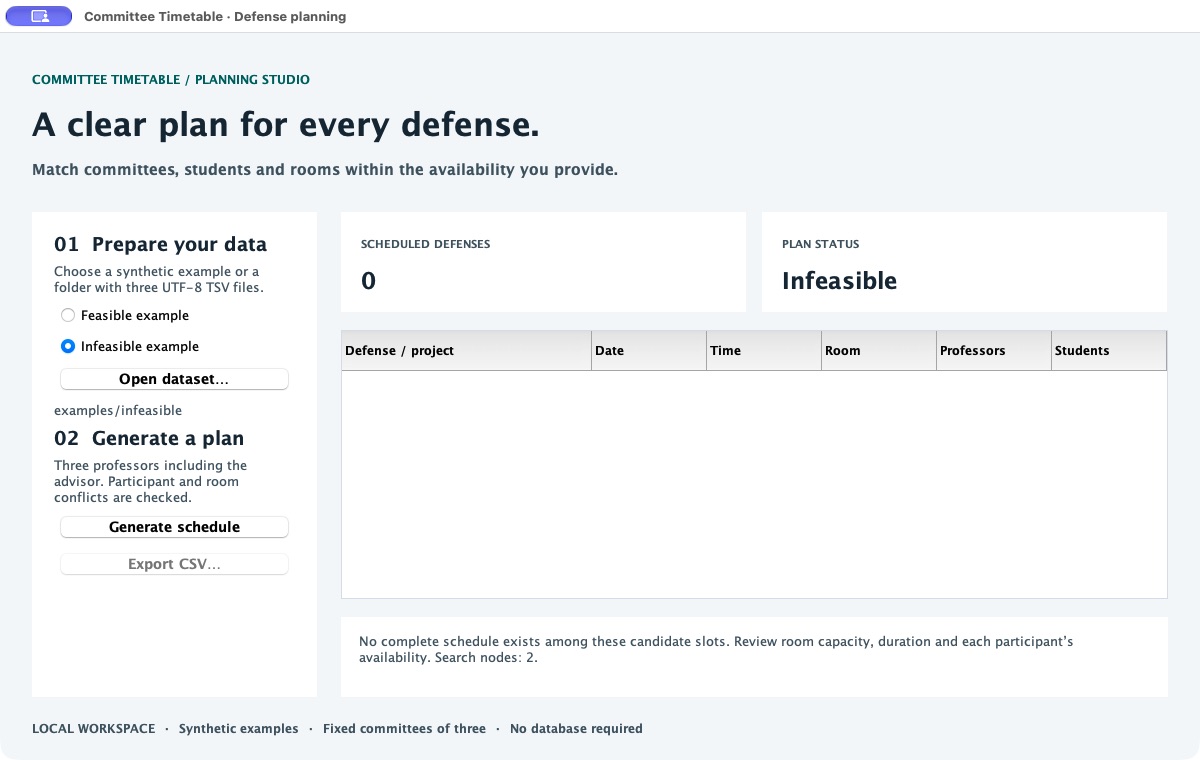 Committee Timetable · Defense planning
COMMITTEE TIMETABLE / PLANNING STUDIO
A clear plan for every defense.
Match committees, students and rooms within the availability you provide.
01 Prepare your data
Choose a synthetic example or a
folder with three UTF-8 TSV files.
Feasible example
Infeasible example
Open dataset...
examples/infeasible
02 Generate a plan
Three professors including the
advisor. Participant and room
conflicts are checked.
Generate schedule
Export CSV...
SCHEDULED DEFENSES
0
PLAN STATUS
Infeasible
Defense / project Date Time Room Professors Students
No complete schedule exists among these candidate slots. Review room capacity, duration and each participant’s
availability. Search nodes: 2.
LOCAL WORKSPACE · Synthetic examples · Fixed committees of three · No database required